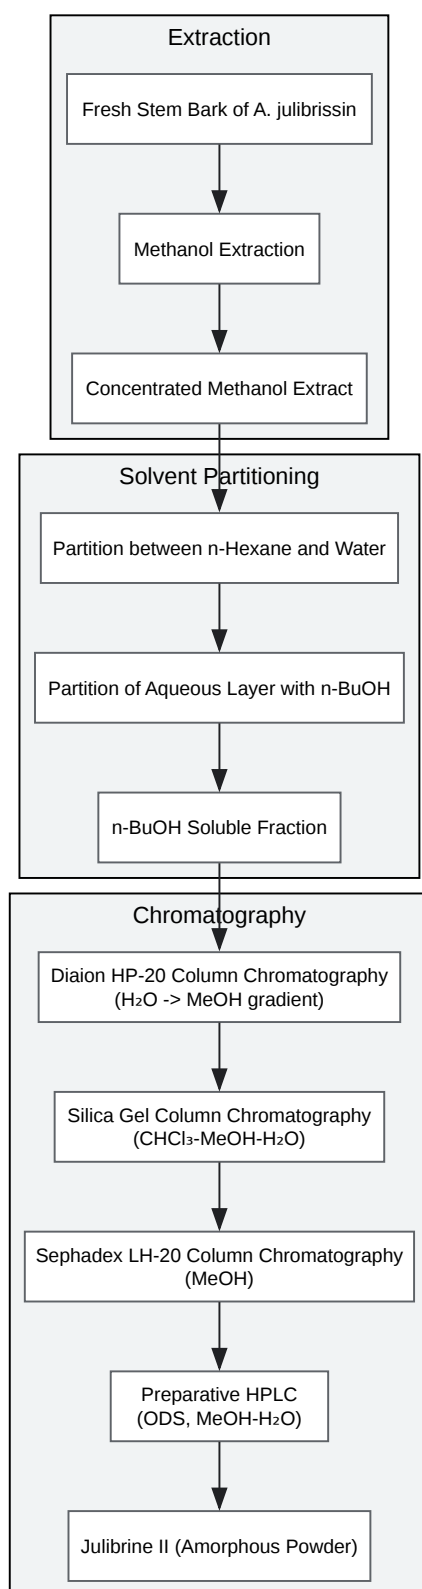 Extraction
Fresh Stem Bark of A. julibrissin
Methanol Extraction
Concentrated Methanol Extract
Solvent Partitioning
Partition between n-Hexane and Water
Partition of Aqueous Layer with n-BuOH
n-BuOH Soluble Fraction
Chromatography
Diaion HP-20 Column Chromatography
(H₂O -> MeOH gradient)
Silica Gel Column Chromatography
(CHCl₃-MeOH-H₂O)
Sephadex LH-20 Column Chromatography
(MeOH)
Preparative HPLC
(ODS, MeOH-H₂O)
Julibrine II (Amorphous Powder)